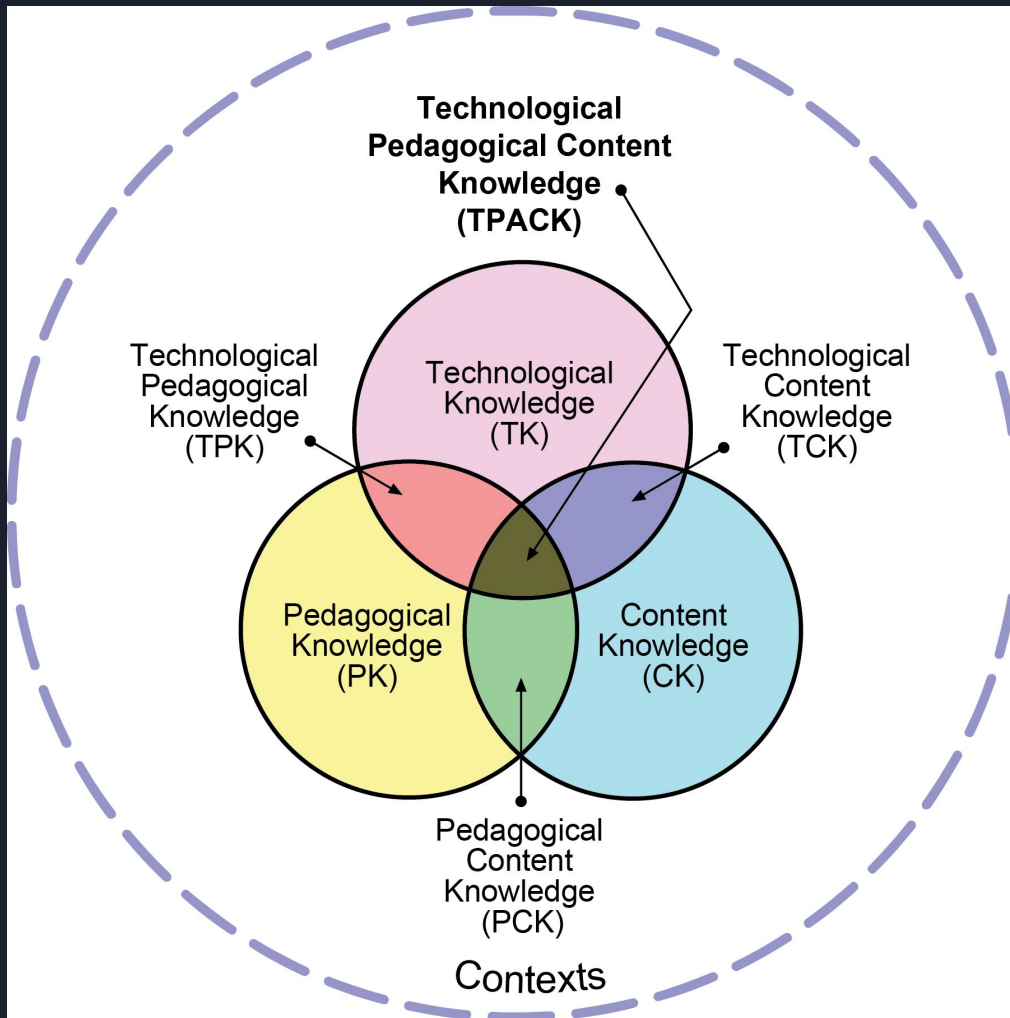 Technological
Pedagogical Content
Knowledge
(TPACK)
Technological
Pedagogical
Knowledge
(TPK)
Technological
Knowledge
(TK)
Technological
Content
Knowledge
(TCK)
Pedagogical
Knowledge
(PK)
Content
Knowledge
(CK)
Pedagogical
Content
Knowledge
(PCK)
Contexts